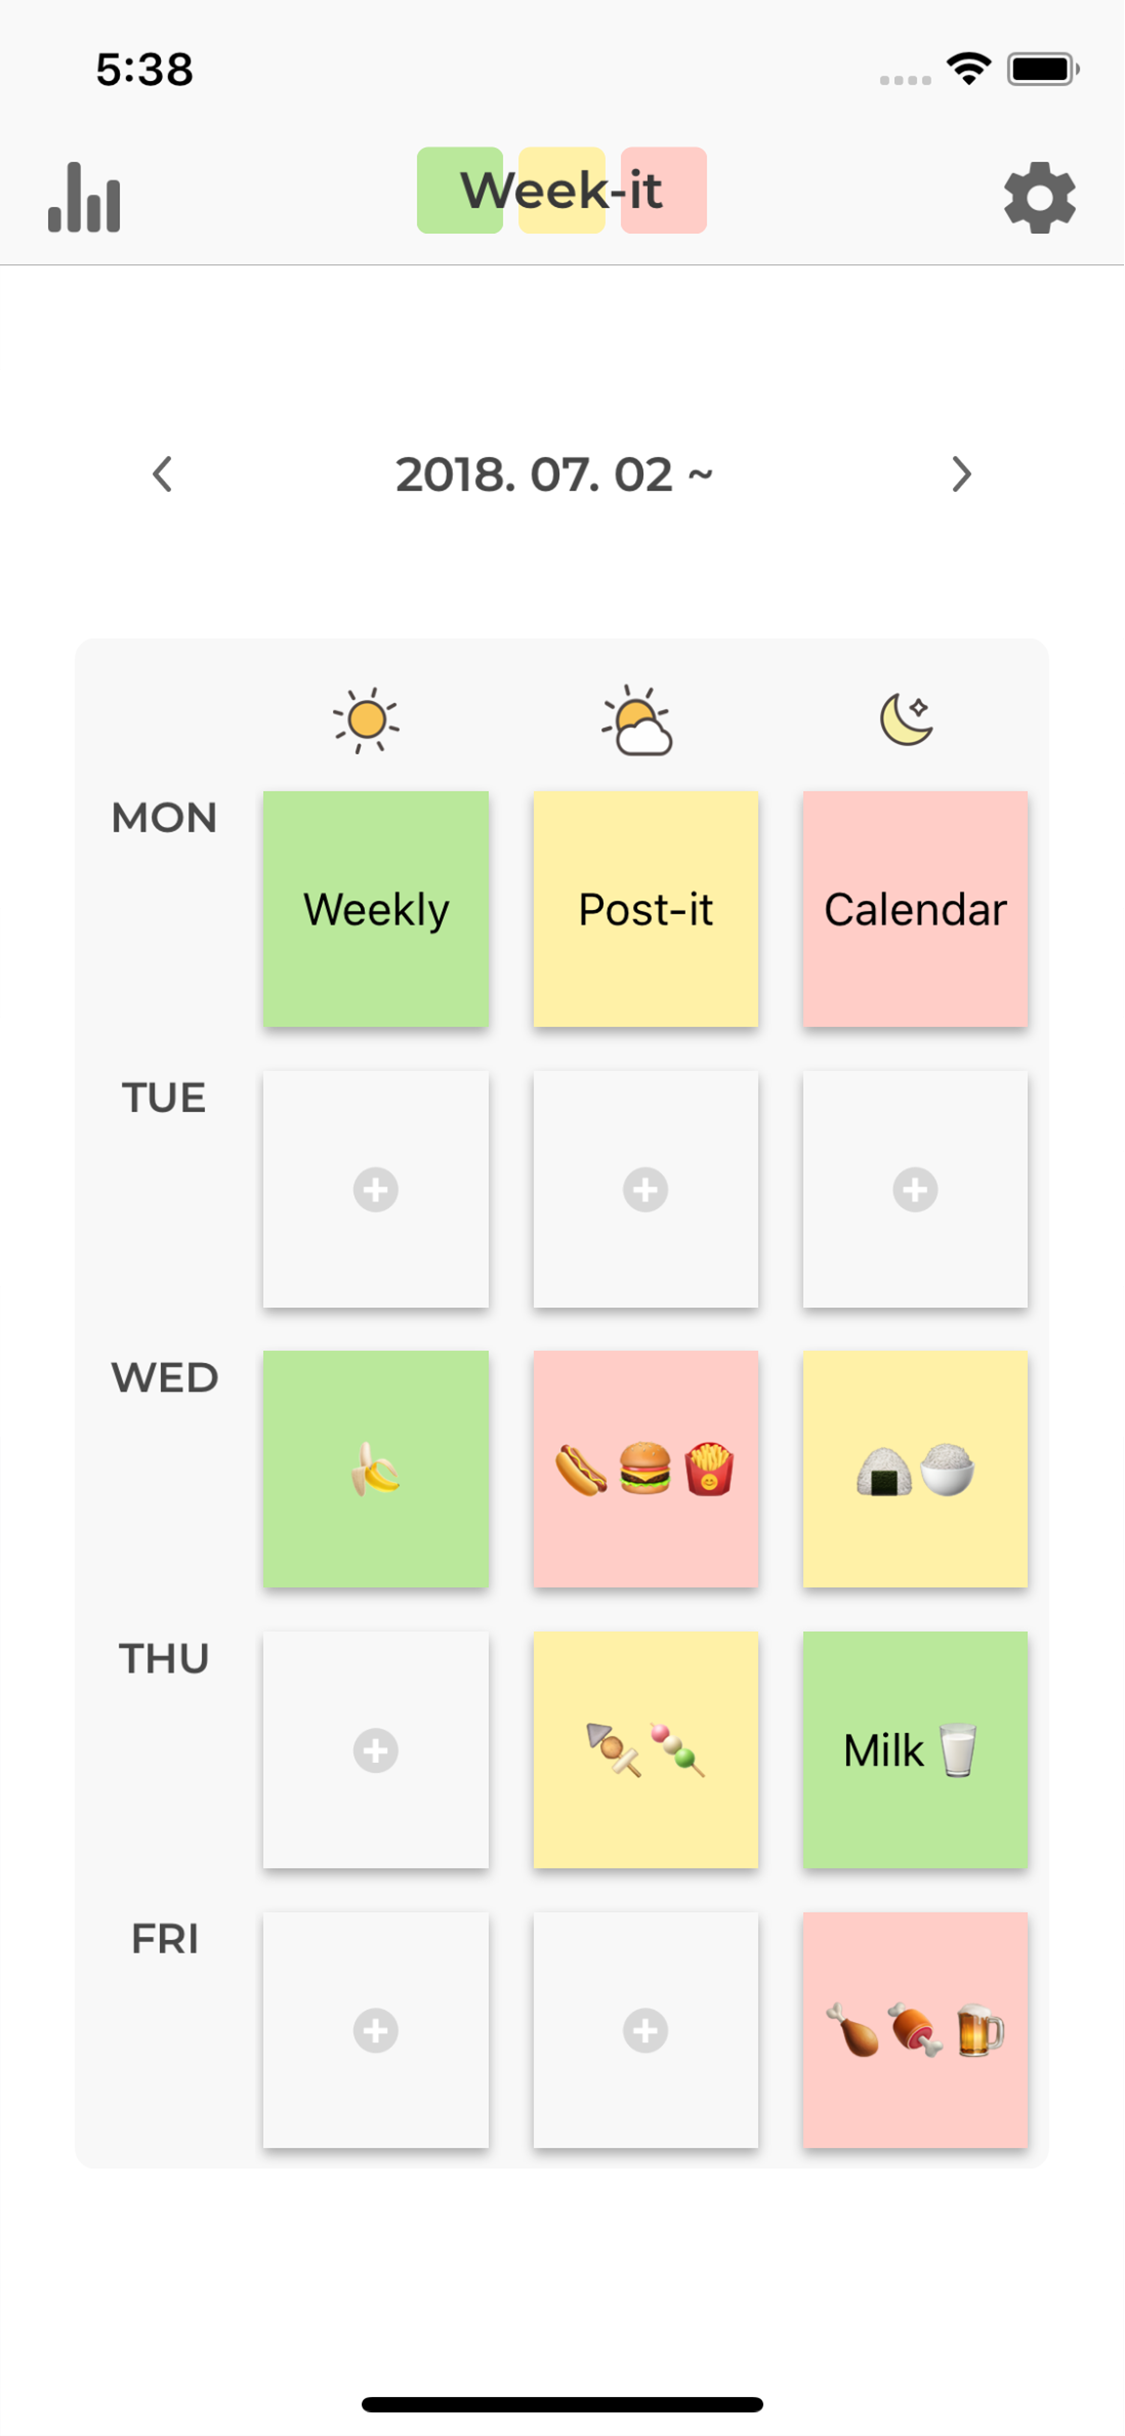 5:38
Week-it
2018. 07. 02 ~
MON
Weekly
Post-it
Calendar
TUE
WED
THU
Milk
FRI